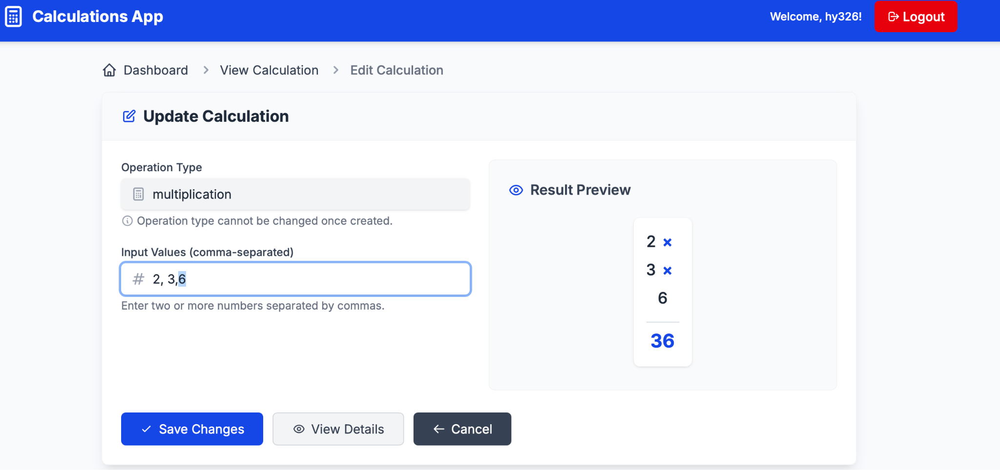 Calculations App
Welcome, hy326!
Logout
Dashboard > View Calculation > Edit Calculation
Update Calculation
Operation Type
multiplication
Operation type cannot be changed once created.
Input Values (comma-separated)
# 2, 3,6
Enter two or more numbers separated by commas.
Result Preview
2 ×
3 ×
6
36
Save Changes
View Details
Cancel